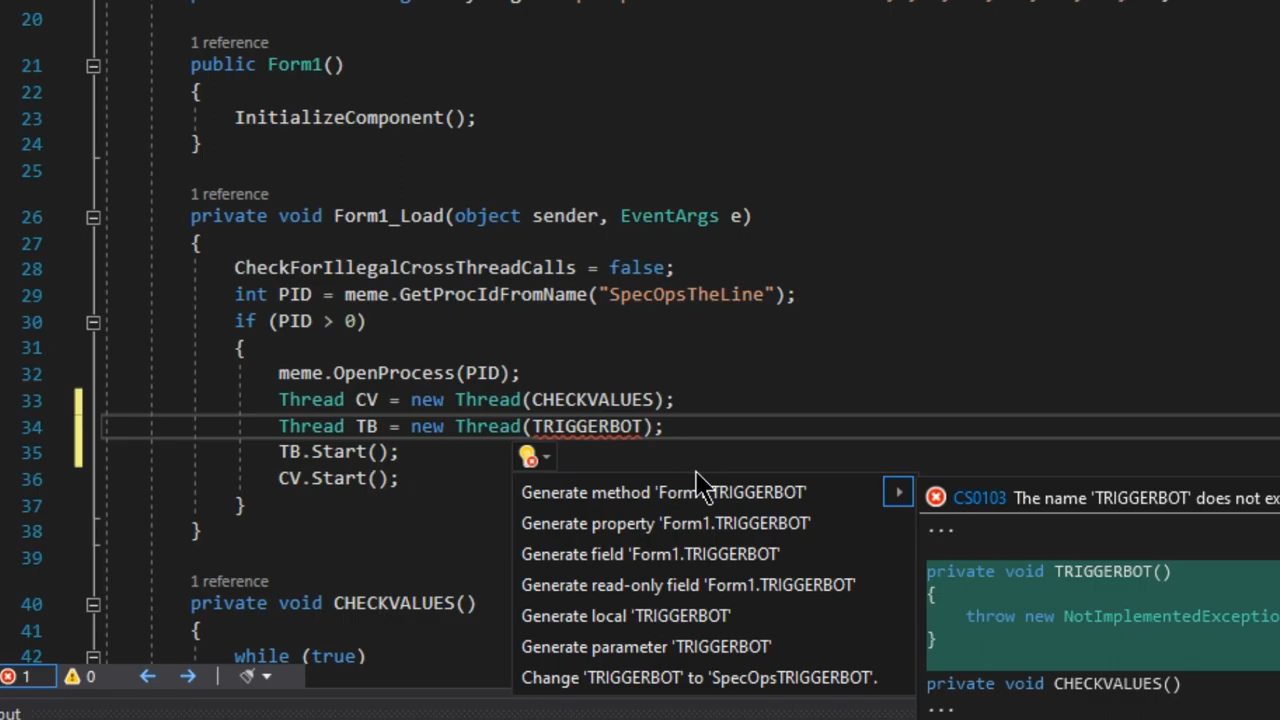 20
1 reference
21 public Form1()
22 {
23 InitializeComponent();
24 }
25
1 reference
26 private void Form1_Load(object sender, EventArgs e)
27 {
28 CheckForIllegalCrossThreadCalls = false;
29 int PID = meme.GetProcIdFromName("SpecOpsTheLine");
30 if (PID > 0)
31 {
32 meme.OpenProcess(PID);
33 Thread CV = new Thread(CHECKVALUES);
34 Thread TB = new Thread(TRIGGERBOT);
35 TB.Start();
36 CV.Start();
37 }
38 }
39
1 reference
40 private void CHECKVALUES()
41 {
42 while (true)
Generate method 'Form1.TRIGGERBOT'
Generate property 'Form1.TRIGGERBOT'
Generate field 'Form1.TRIGGERBOT'
Generate read-only field 'Form1.TRIGGERBOT'
Generate local 'TRIGGERBOT'
Generate parameter 'TRIGGERBOT'
Change 'TRIGGERBOT' to 'SpecOpsTRIGGERBOT'.
CS0103 The name 'TRIGGERBOT' does not ex
...
private void TRIGGERBOT()
{
throw new NotImplementedExceptio
}
private void CHECKVALUES()
...
1 0
put